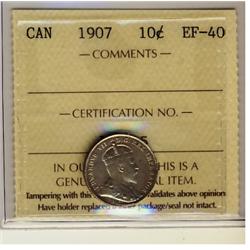 CAN 1907 10¢ EF-40
— COMMENTS —
— CERTIFICATION NO. —
IN OU THIS IS A
GENU AL ITEM.
Tampering with this validates above opinion
Have holder replaced package/seal not intact.